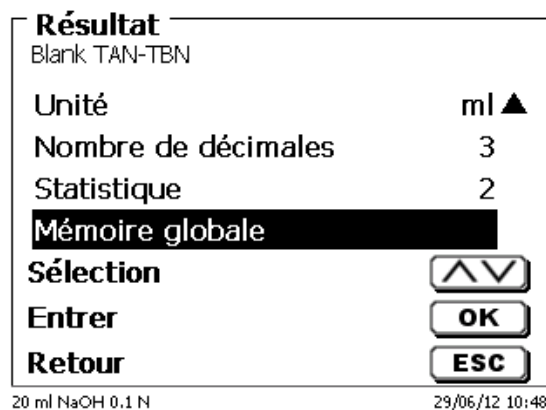 Résultat
Blank TAN-TBN
Unité ml ▲
Nombre de décimales 3
Statistique 2
Mémoire globale
Sélection
Entrer OK
Retour ESC
20 ml NaOH 0.1 N 29/06/12 10:48